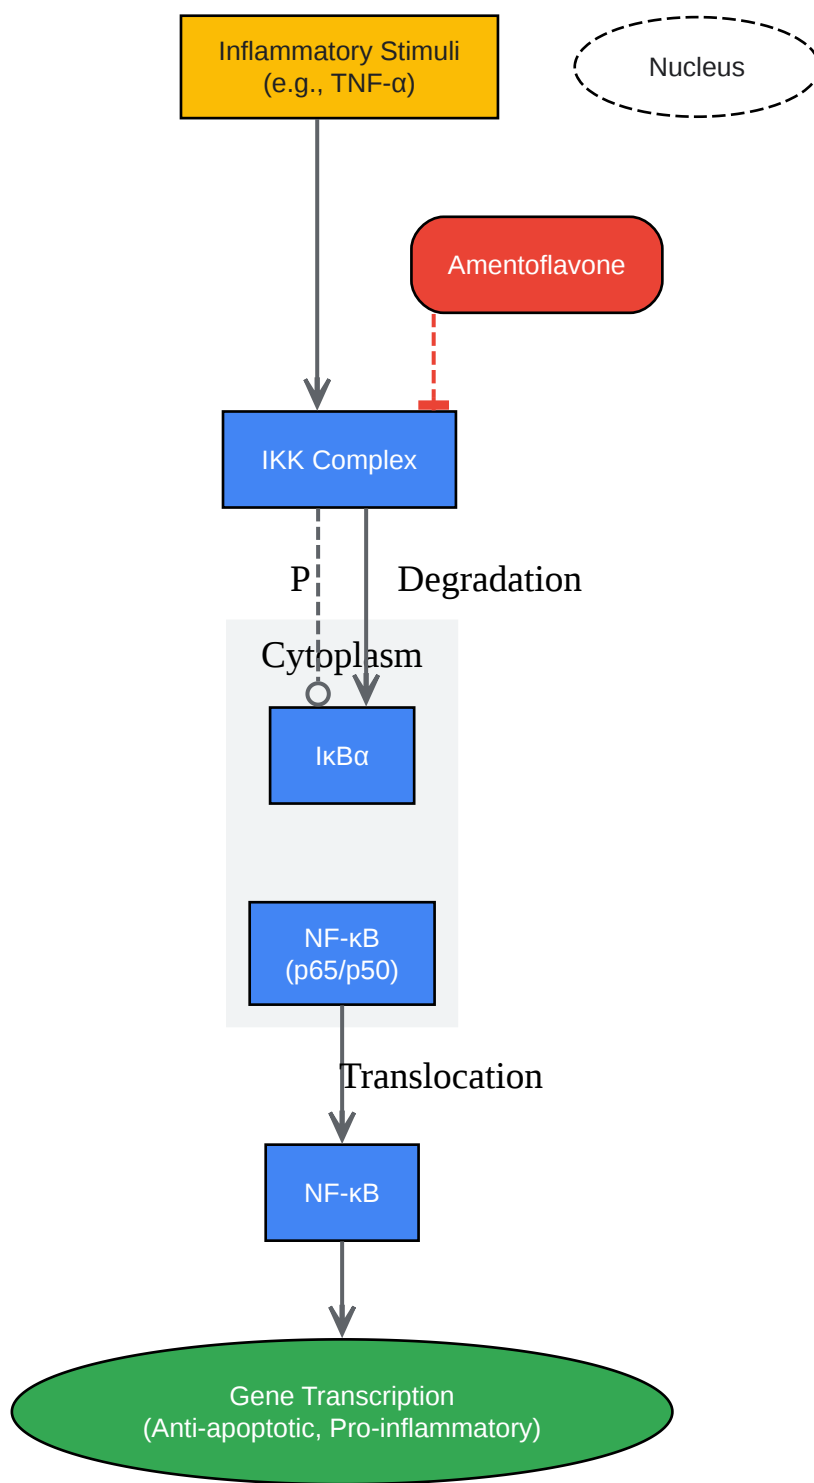 Inflammatory Stimuli
(e.g., TNF-α)
Nucleus
Amentoflavone
IKK Complex
P
Degradation
Cytoplasm
IκBα
NF-κB
(p65/p50)
Translocation
NF-κB
Gene Transcription
(Anti-apoptotic, Pro-inflammatory)